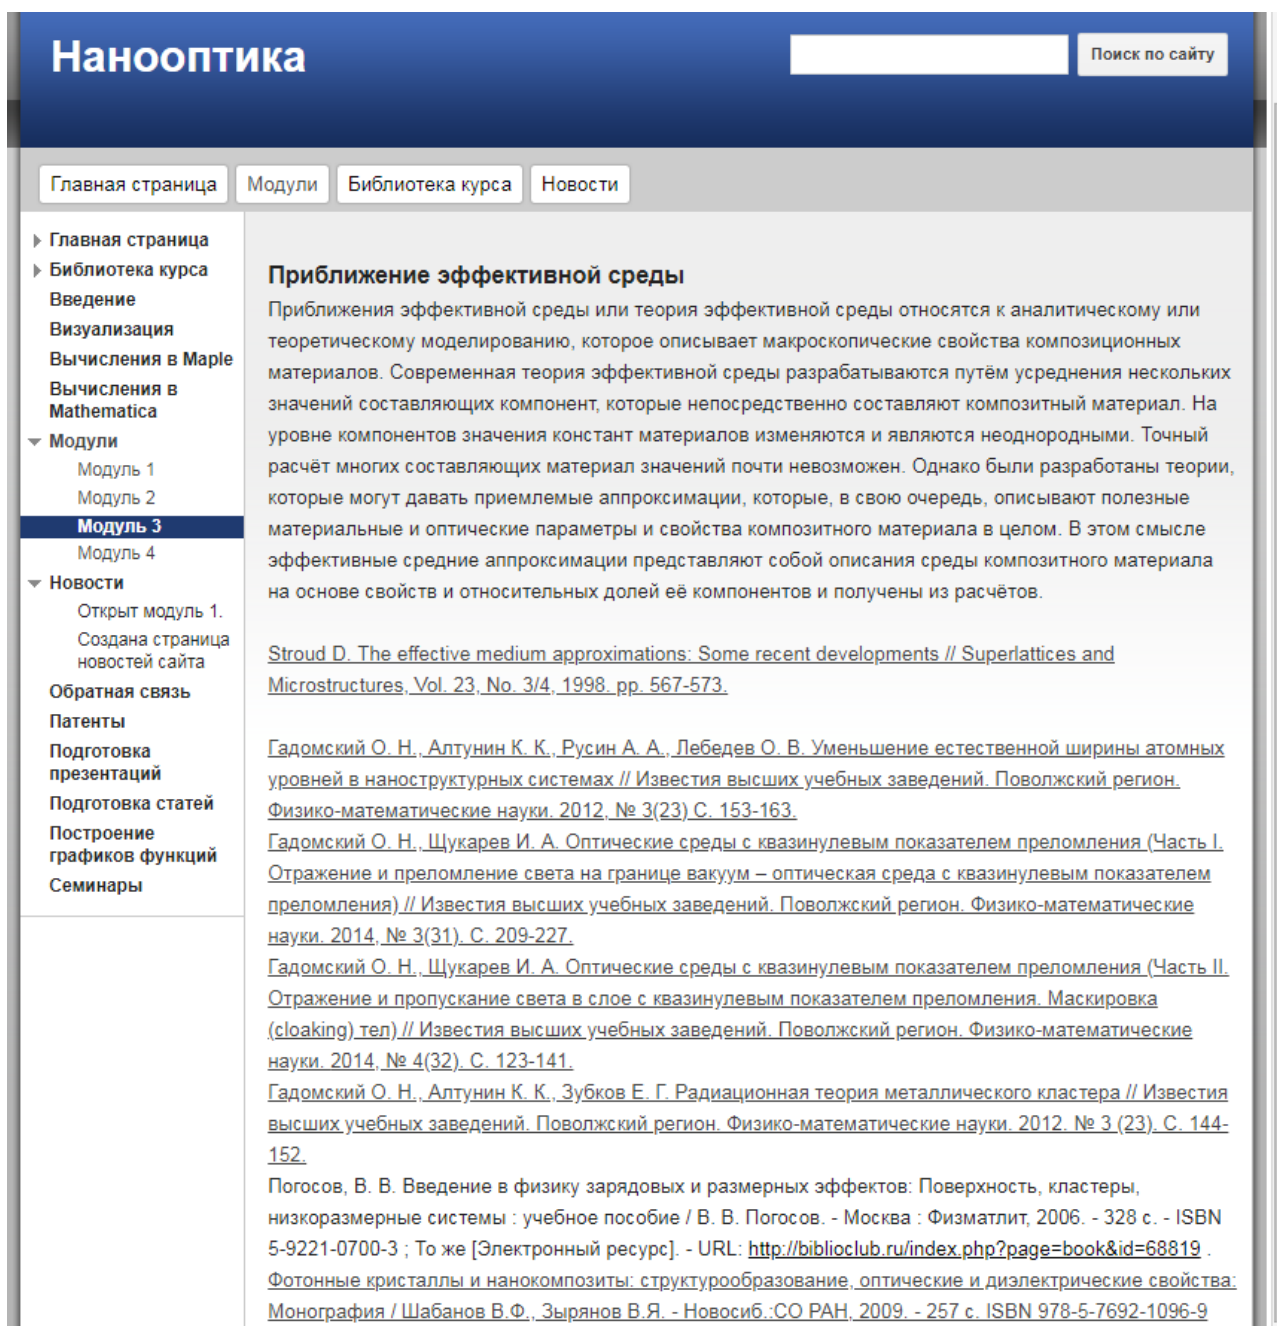 Нанооптика
Поиск по сайту
Главная страница
Модули
Библиотека курса
Новости
Главная страница
Библиотека курса
Введение
Визуализация
Вычисления в Maple
Вычисления в
Mathematica
Модули
Модуль 1
Модуль 2
Модуль 3
Модуль 4
Новости
Открыт модуль 1.
Создана страница
новостей сайта
Обратная связь
Патенты
Подготовка
презентаций
Подготовка статей
Построение
графиков функций
Семинары
Приближение эффективной среды
Приближения эффективной среды или теория эффективной среды относятся к аналитическому или
теоретическому моделированию, которое описывает макроскопические свойства композиционных
материалов. Современная теория эффективной среды разрабатываются путём усреднения нескольких
значений составляющих компонент, которые непосредственно составляют композитный материал. На
уровне компонентов значения констант материалов изменяются и являются неоднородными. Точный
расчёт многих составляющих материал значений почти невозможен. Однако были разработаны теории,
которые могут давать приемлемые аппроксимации, которые, в свою очередь, описывают полезные
материальные и оптические параметры и свойства композитного материала в целом. В этом смысле
эффективные средние аппроксимации представляют собой описания среды композитного материала
на основе свойств и относительных долей её компонентов и получены из расчётов.
Stroud D. The effective medium approximations: Some recent developments // Superlattices and
Microstructures, Vol. 23, No. 3/4, 1998. pp. 567-573.
Гадомский О. Н., Алтунин К. К., Русин А. А., Лебедев О. В. Уменьшение естественной ширины атомных
уровней в наноструктурных системах // Известия высших учебных заведений. Поволжский регион.
Физико-математические науки. 2012, № 3(23) С. 153-163.
Гадомский О. Н., Щукарев И. А. Оптические среды с квазинулевым показателем преломления (Часть I.
Отражение и преломление света на границе вакуум – оптическая среда с квазинулевым показателем
преломления) // Известия высших учебных заведений. Поволжский регион. Физико-математические
науки. 2014, № 3(31). С. 209-227.
Гадомский О. Н., Щукарев И. А. Оптические среды с квазинулевым показателем преломления (Часть II.
Отражение и пропускание света в слое с квазинулевым показателем преломления. Маскировка
(cloaking) тел) // Известия высших учебных заведений. Поволжский регион. Физико-математические
науки. 2014, № 4(32). С. 123-141.
Гадомский О. Н., Алтунин К. К., Зубков Е. Г. Радиационная теория металлического кластера // Известия
высших учебных заведений. Поволжский регион. Физико-математические науки. 2012. № 3 (23). С. 144-
152.
Погосов, В. В. Введение в физику зарядовых и размерных эффектов: Поверхность, кластеры,
низкоразмерные системы : учебное пособие / В. В. Погосов. - Москва : Физматлит, 2006. - 328 с. - ISBN
5-9221-0700-3 ; То же [Электронный ресурс]. - URL: http://biblioclub.ru/index.php?page=book&id=68819 .
Фотонные кристаллы и нанокомпозиты: структурообразование, оптические и диэлектрические свойства:
Монография / Шабанов В.Ф., Зырянов В.Я. - Новосиб.:СО РАН, 2009. - 257 с. ISBN 978-5-7692-1096-9